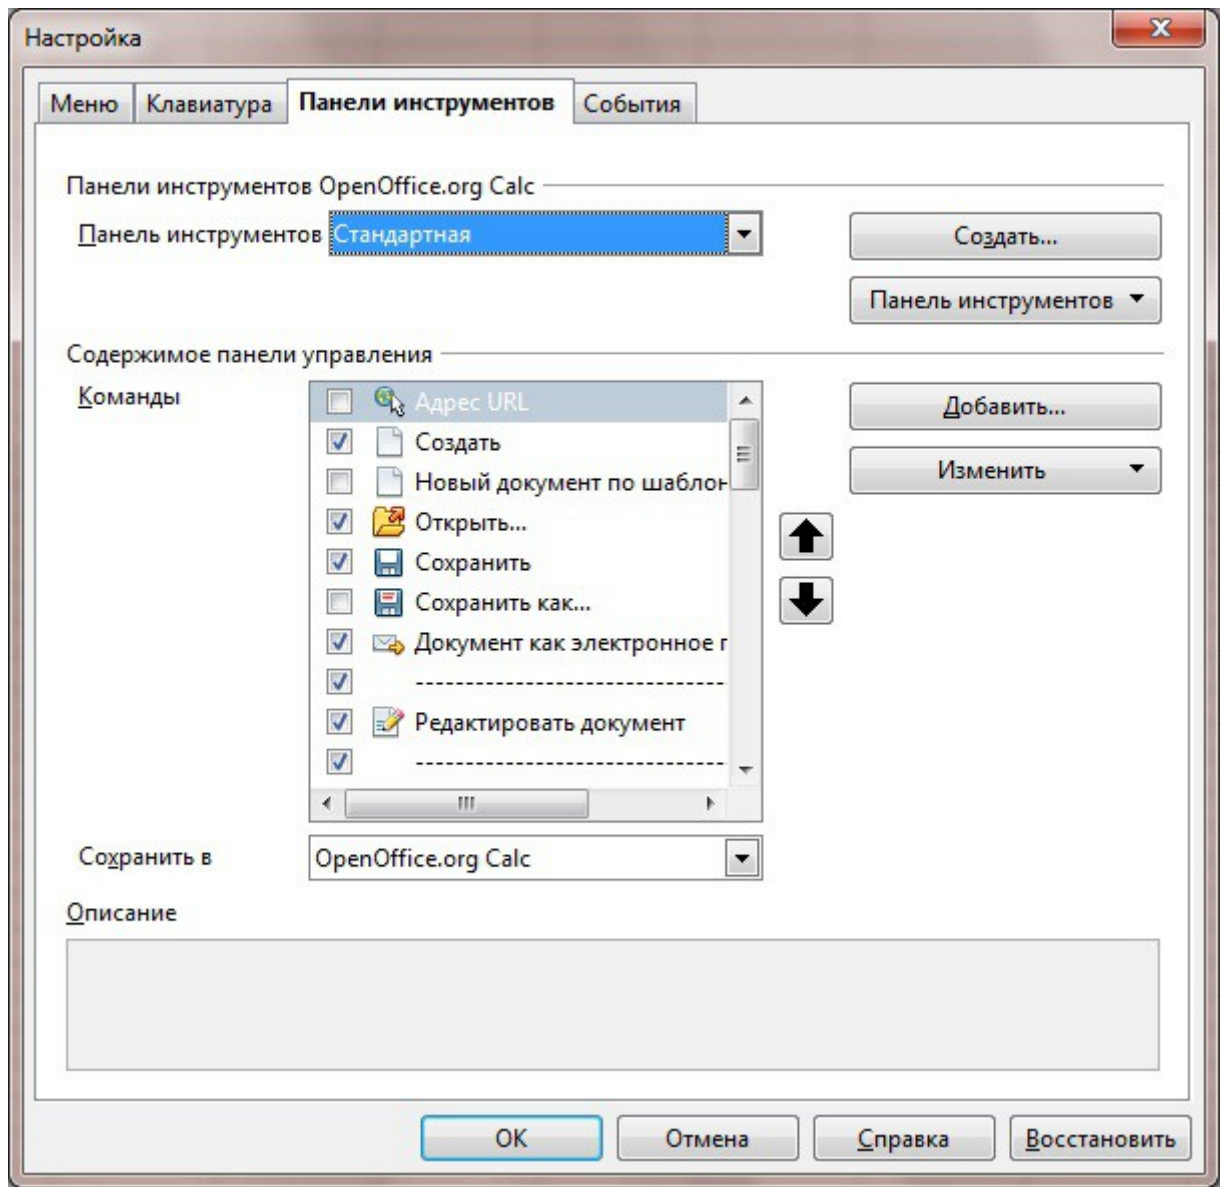 Настройка
Меню Клавиатура Панели инструментов События
Панели инструментов OpenOffice.org Calc
Панель инструментов Стандартная Создать...
Панель инструментов
Содержимое панели управления
Команды Адрес URL Добавить...
Создать
Новый документ по шаблон Изменить
Открыть...
Сохранить
Сохранить как...
Документ как электронное г
--------------------------------
Редактировать документ
--------------------------------
Сохранить в OpenOffice.org Calc
Описание
OK Отмена Справка Восстановить